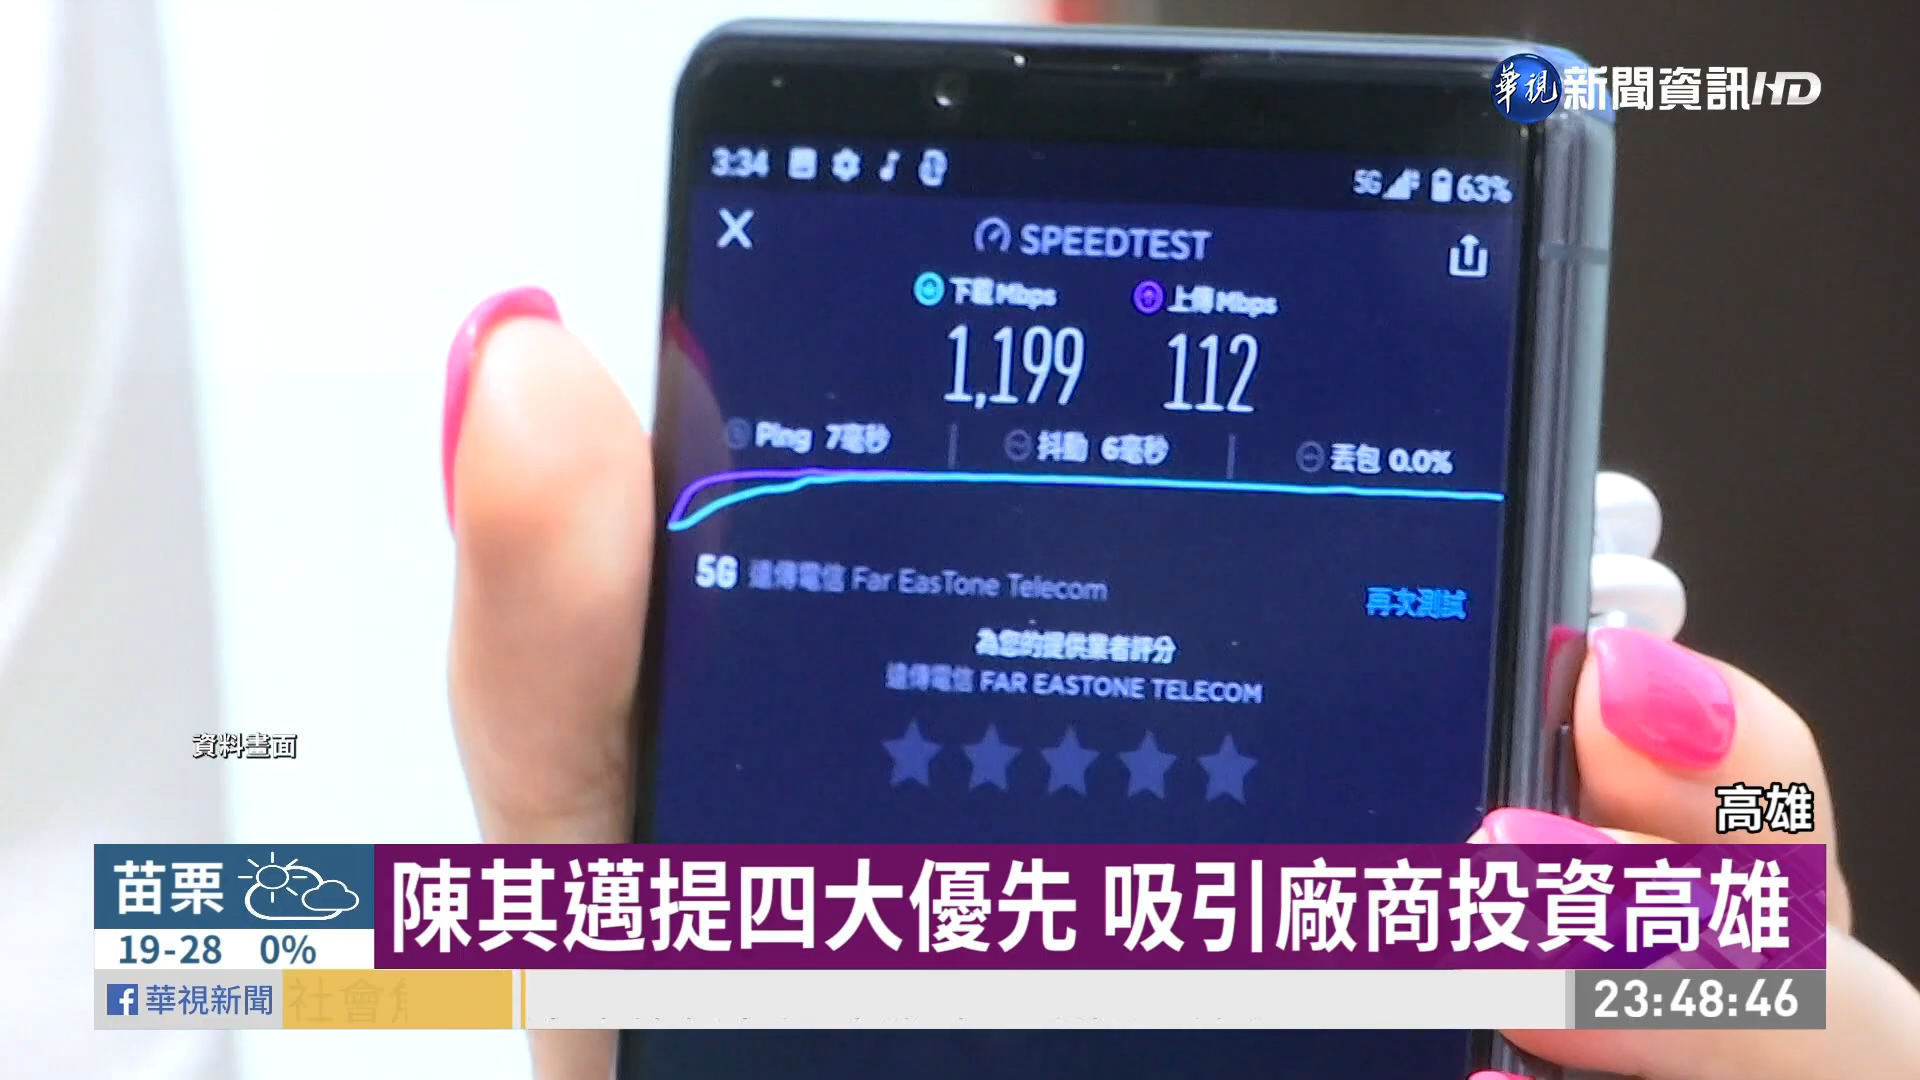 華視 新聞資訊HD
3:34
5G 63%
SPEEDTEST
下載 Mbps
上傳 Mbps
1,199
112
Ping 7毫秒
抖動 6毫秒
丟包 0.0%
5G 遠傳電信 Far EasTone Telecom
再次測試
為您的提供業者評分
遠傳電信 FAR EASTONE TELECOM
資料畫面
高雄
苗栗
19-28 0%
陳其邁提四大優先 吸引廠商投資高雄
華視新聞
社會
23:48:46